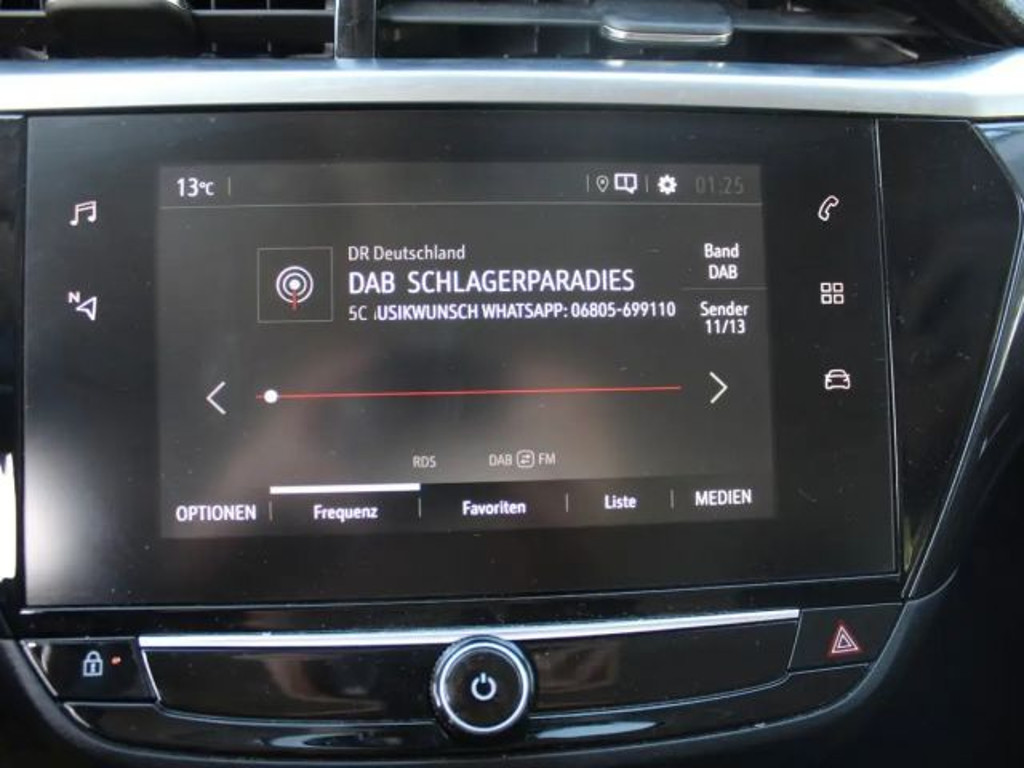 13°C
01:25
DR Deutschland
DAB SCHLAGERPARADIES
5C USIKWUNSCH WHATSAPP: 06805-699110
Band
DAB
Sender
11/13
N
RDS
DAB FM
OPTIONEN
Frequenz
Favoriten
Liste
MEDIEN